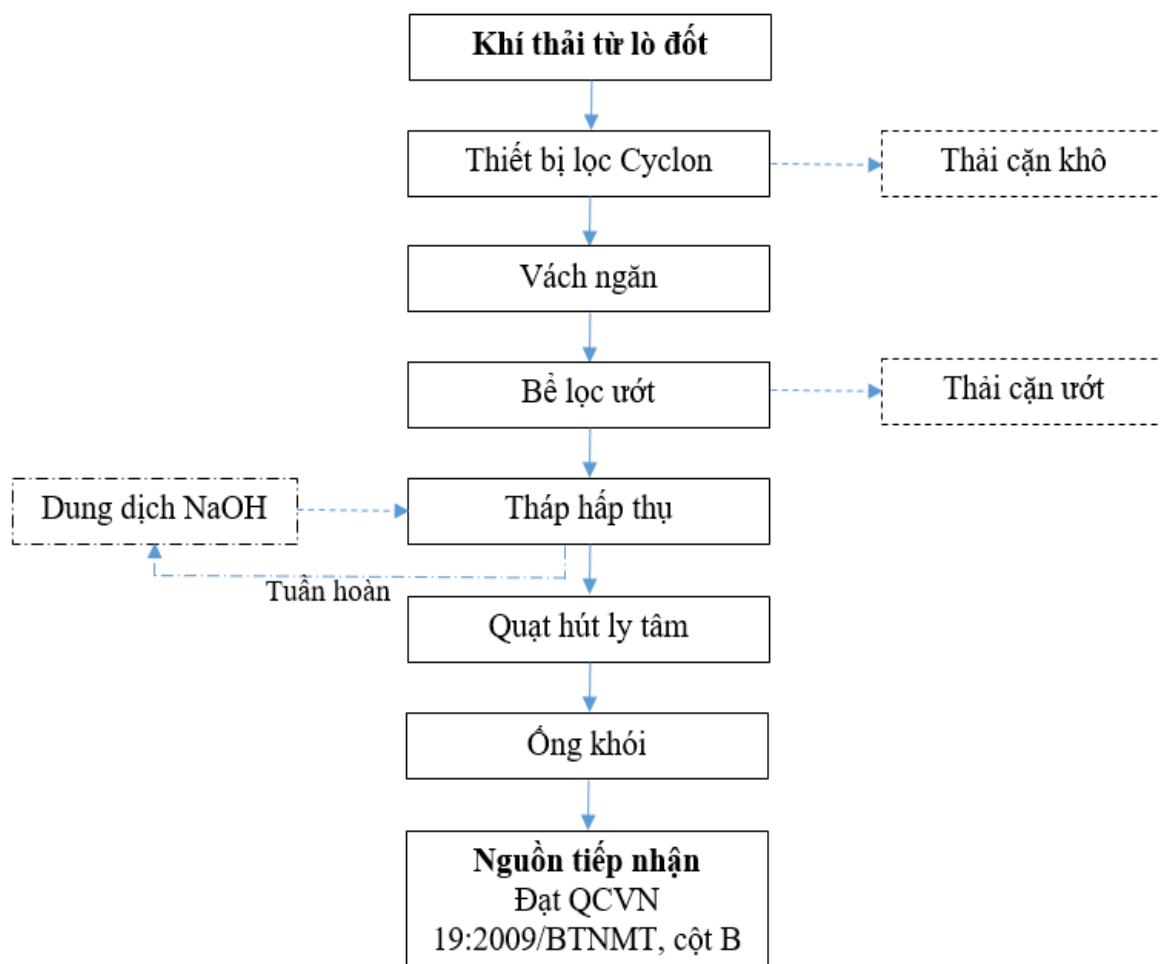 Khí thải từ lò đốt
Thiết bị lọc Cyclon
Thải cặn khô
Vách ngăn
Bể lọc ướt
Thải cặn ướt
Dung dịch NaOH
Tháp hấp thụ
Tuần hoàn
Quạt hút ly tâm
Ống khói
Nguồn tiếp nhận
Đạt QCVN
19:2009/BTNMT, cột B